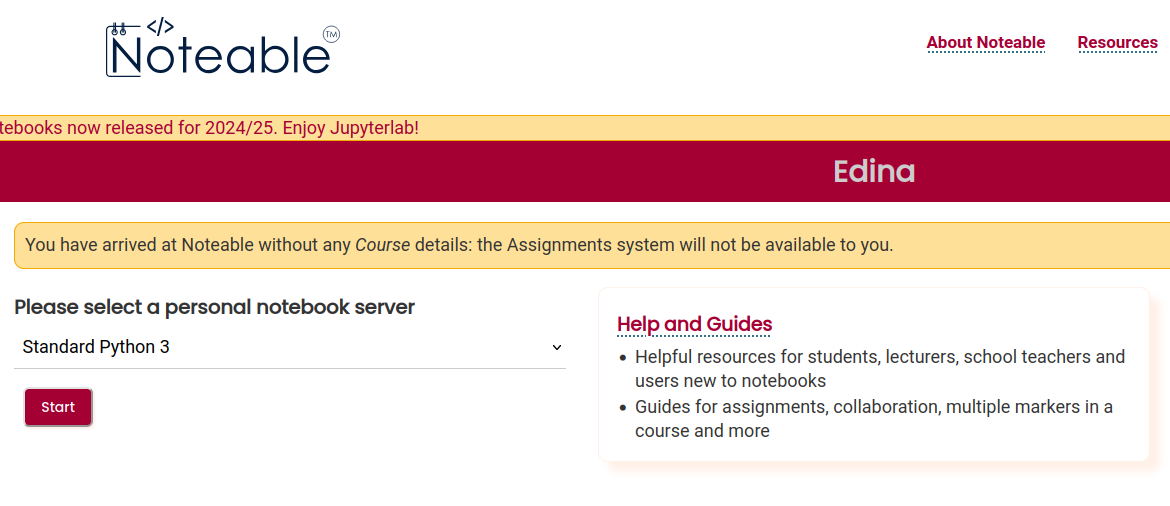 </>
Noteable TM
About Noteable Resources
tebooks now released for 2024/25. Enjoy Jupyterlab!
Edina
You have arrived at Noteable without any Course details: the Assignments system will not be available to you.
Please select a personal notebook server
Standard Python 3
Start
Help and Guides
• Helpful resources for students, lecturers, school teachers and
users new to notebooks
• Guides for assignments, collaboration, multiple markers in a
course and more